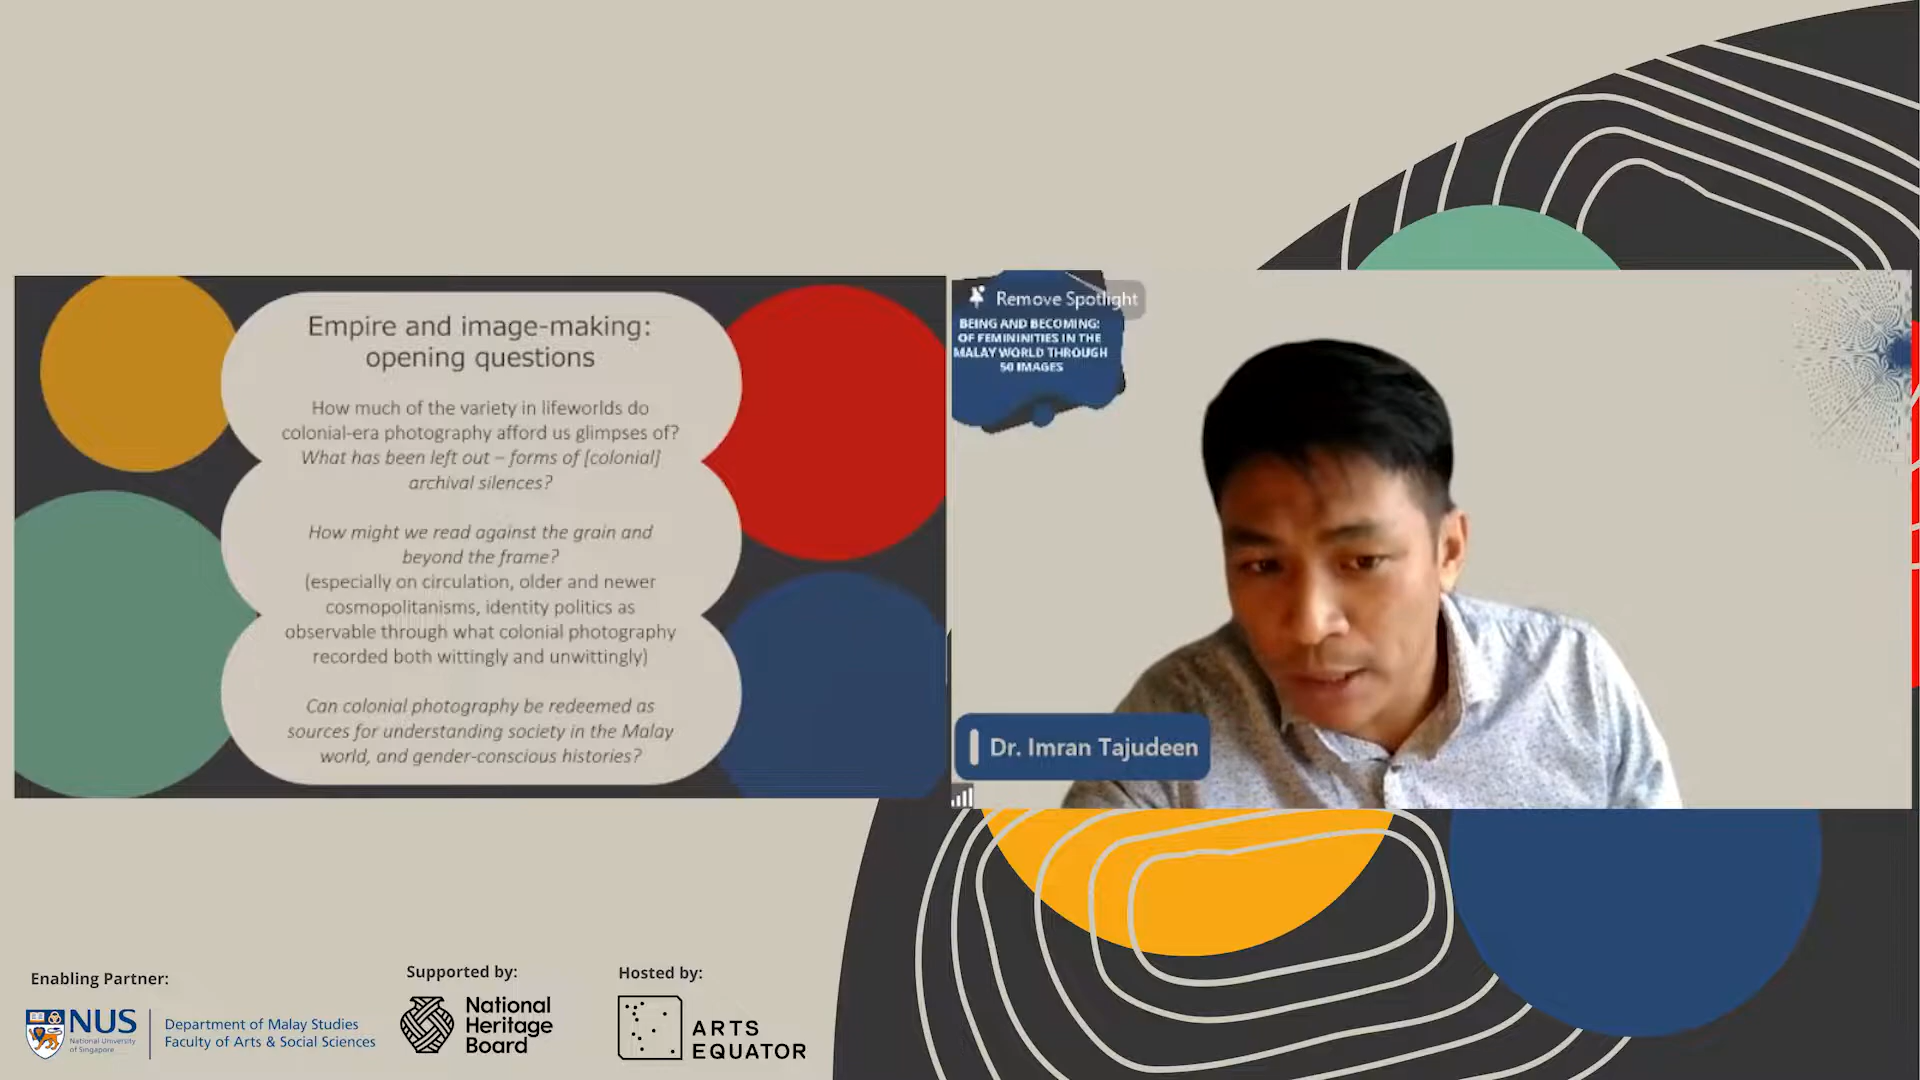 Empire and image-making:
opening questions
How much of the variety in lifeworlds do
colonial-era photography afford us glimpses of?
What has been left out – forms of [colonial]
archival silences?
How might we read against the grain and
beyond the frame?
(especially on circulation, older and newer
cosmopolitanisms, identity politics as
observable through what colonial photography
recorded both wittingly and unwittingly)
Can colonial photography be redeemed as
sources for understanding society in the Malay
world, and gender-conscious histories?
Remove Spotlight
BEING AND BECOMING:
OF FEMININITIES IN THE
MALAY WORLD THROUGH
50 IMAGES
Dr. Imran Tajudeen
Enabling Partner:
NUS
National University
of Singapore
Department of Malay Studies
Faculty of Arts & Social Sciences
Supported by:
National
Heritage
Board
Hosted by:
ARTS
EQUATOR